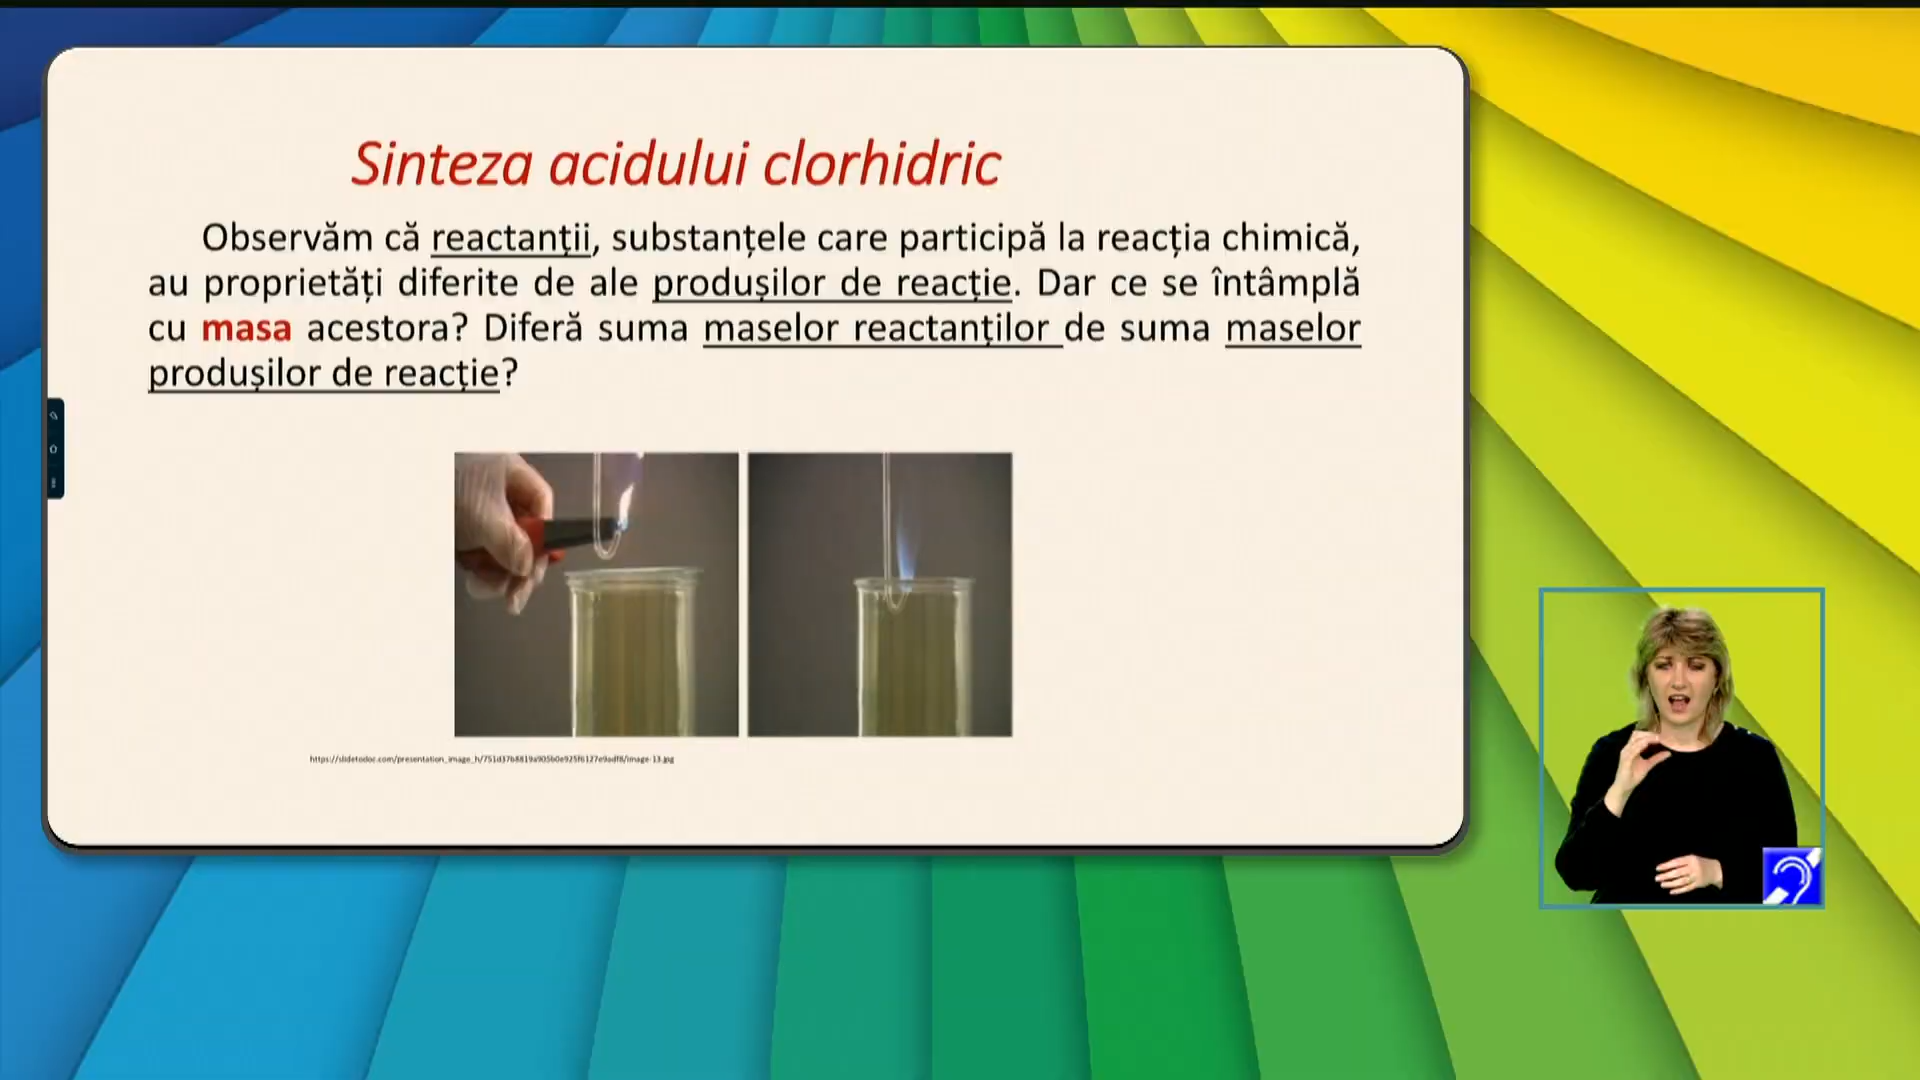 Sinteza acidului clorhidric
Observăm că reactanții, substanțele care participă la reacția chimică,
au proprietăți diferite de ale produșilor de reacție. Dar ce se întâmplă
cu masa acestora? Diferă suma maselor reactanților de suma maselor
produșilor de reacție?